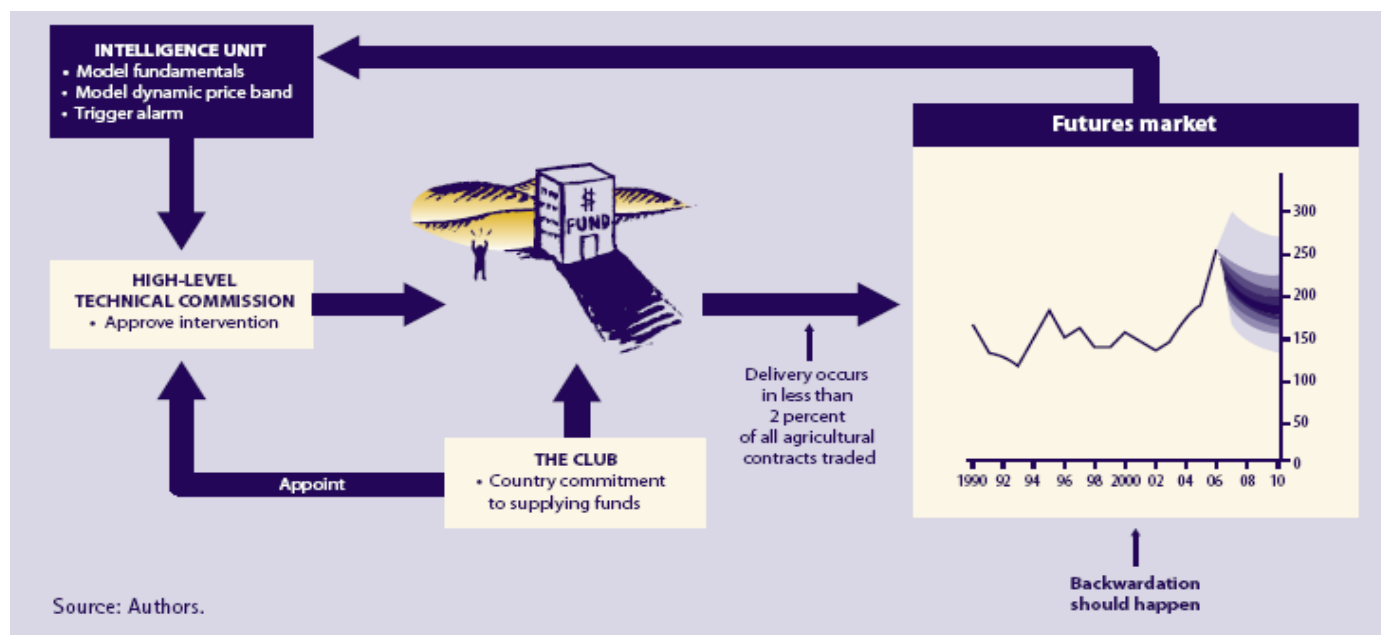 INTELLIGENCE UNIT
• Model fundamentals
• Model dynamic price band
• Trigger alarm
Futures market
300
250
200
150
100
50
0
1990 92 94 96 98 2000 02 04 06 08 10
# FUND
HIGH-LEVEL
TECHNICAL COMMISSION
• Approve intervention
Delivery occurs
in less than
2 percent
of all agricultural
contracts traded
THE CLUB
• Country commitment
to supplying funds
Appoint
Backwardation
should happen
Source: Authors.